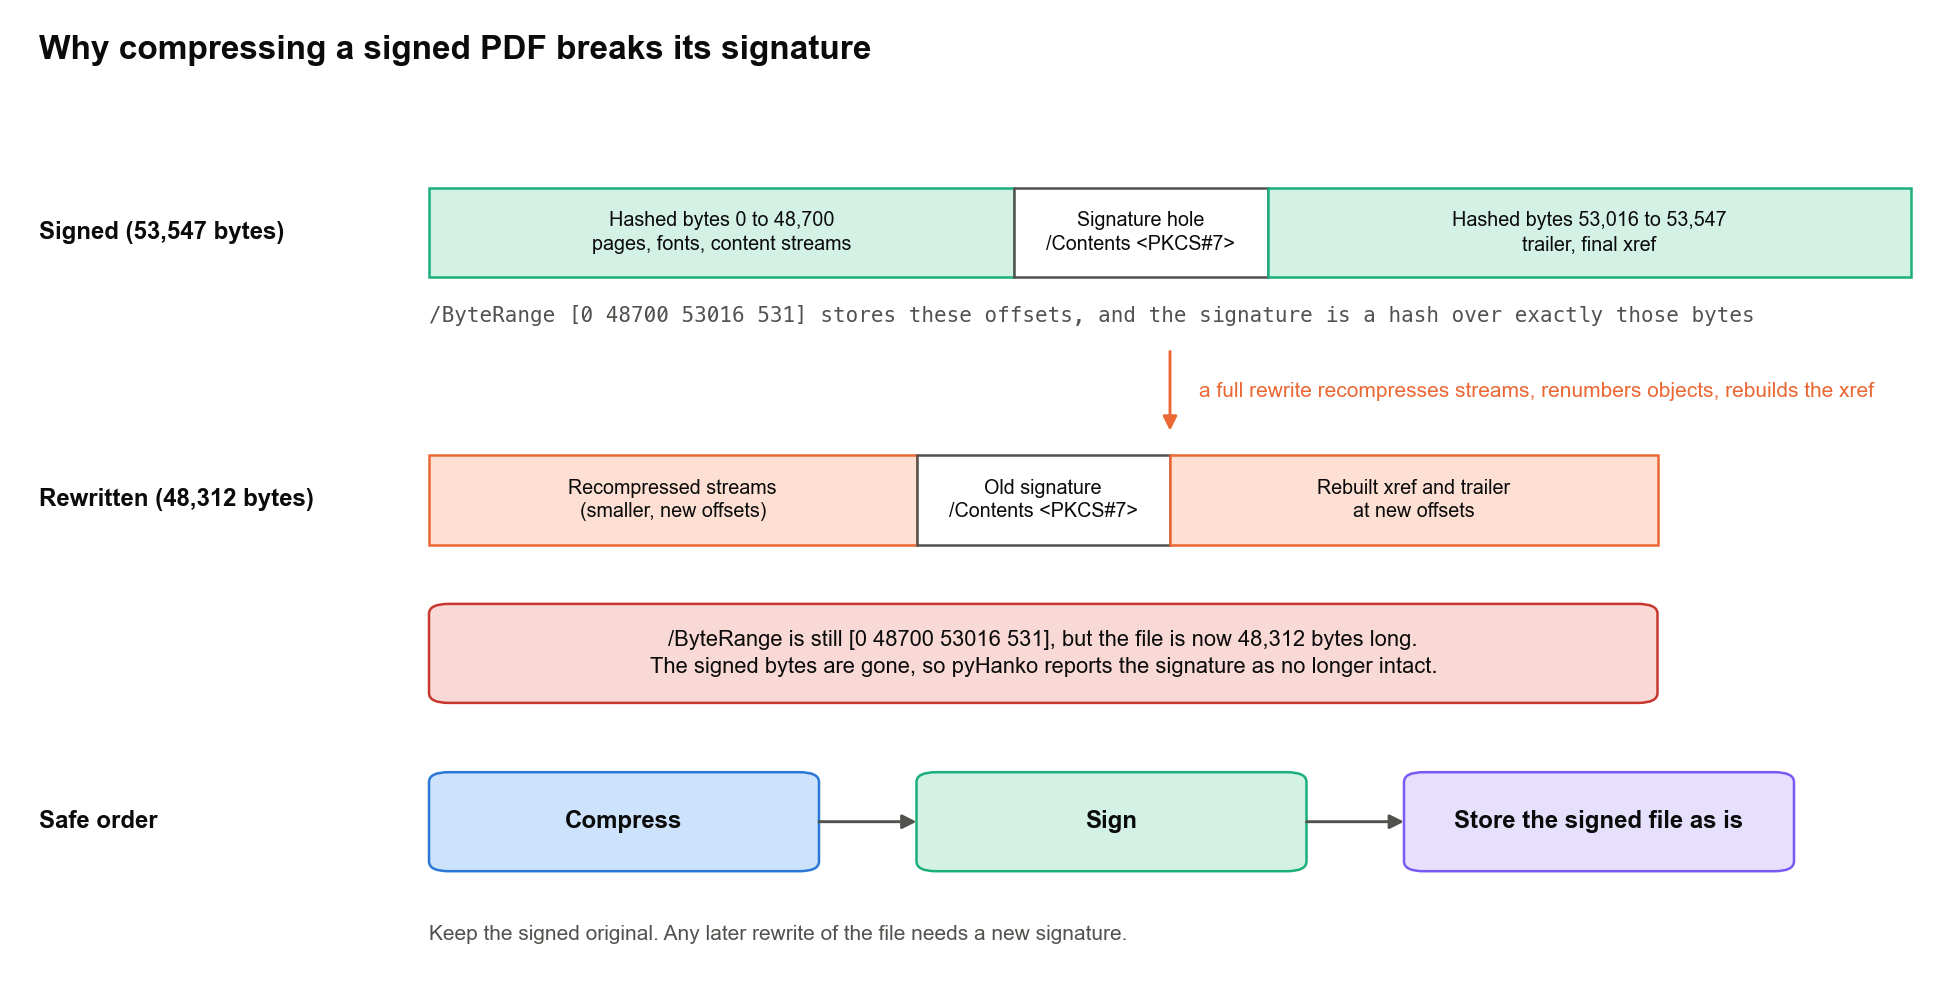 Why compressing a signed PDF breaks its signature
Signed (53,547 bytes)
Hashed bytes 0 to 48,700
pages, fonts, content streams
Signature hole
/Contents <PKCS#7>
Hashed bytes 53,016 to 53,547
trailer, final xref
/ByteRange [0 48700 53016 531] stores these offsets, and the signature is a hash over exactly those bytes
a full rewrite recompresses streams, renumbers objects, rebuilds the xref
Rewritten (48,312 bytes)
Recompressed streams
(smaller, new offsets)
Old signature
/Contents <PKCS#7>
Rebuilt xref and trailer
at new offsets
/ByteRange is still [0 48700 53016 531], but the file is now 48,312 bytes long.
The signed bytes are gone, so pyHanko reports the signature as no longer intact.
Safe order
Compress
Sign
Store the signed file as is
Keep the signed original. Any later rewrite of the file needs a new signature.